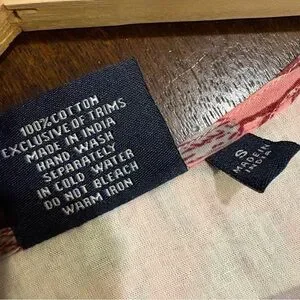 100% COTTON
EXCLUSIVE OF TRIMS
MADE IN INDIA
HAND WASH
SEPARATELY
IN COLD WATER
DO NOT BLEACH
WARM IRON
S
MADE IN
INDIA